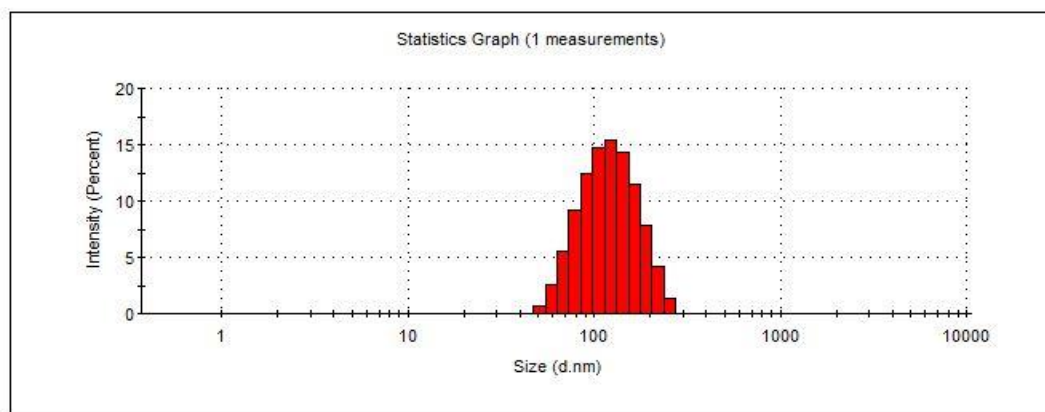 Statistics Graph (1 measurements)
20
15
10
5
0
Intensity (Percent)
1 10 100 1000 10000
Size (d.nm)